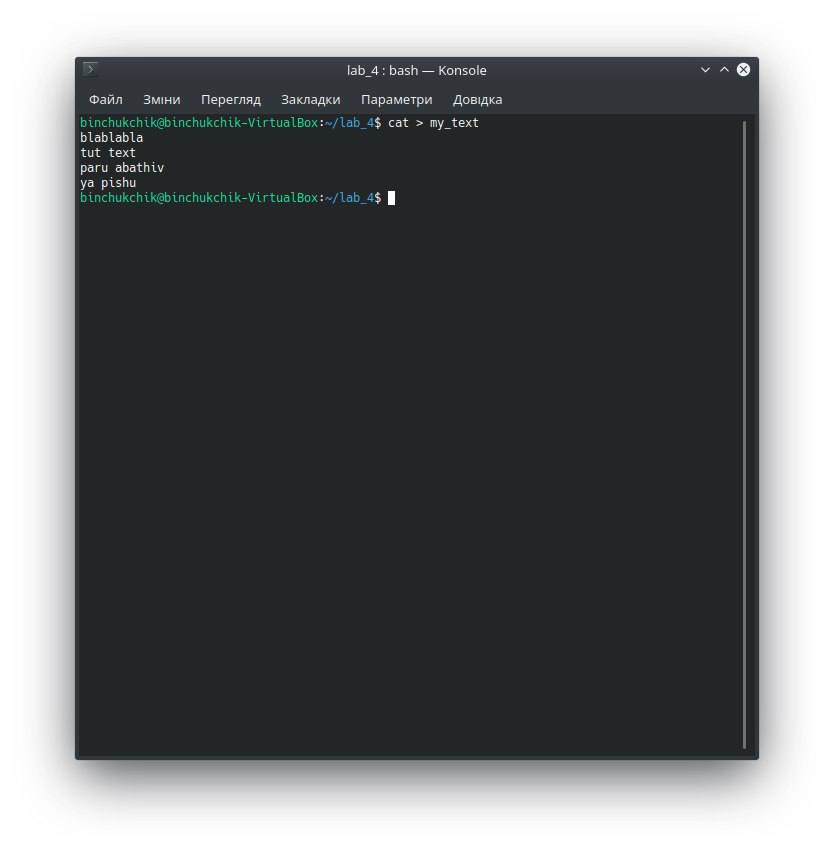 lab_4 : bash — Konsole
Файл Зміни Перегляд Закладки Параметри Довідка
binchukchik@binchukchik-VirtualBox:~/lab_4$ cat > my_text
blablabla
tut text
paru abathiv
ya pishu
binchukchik@binchukchik-VirtualBox:~/lab_4$